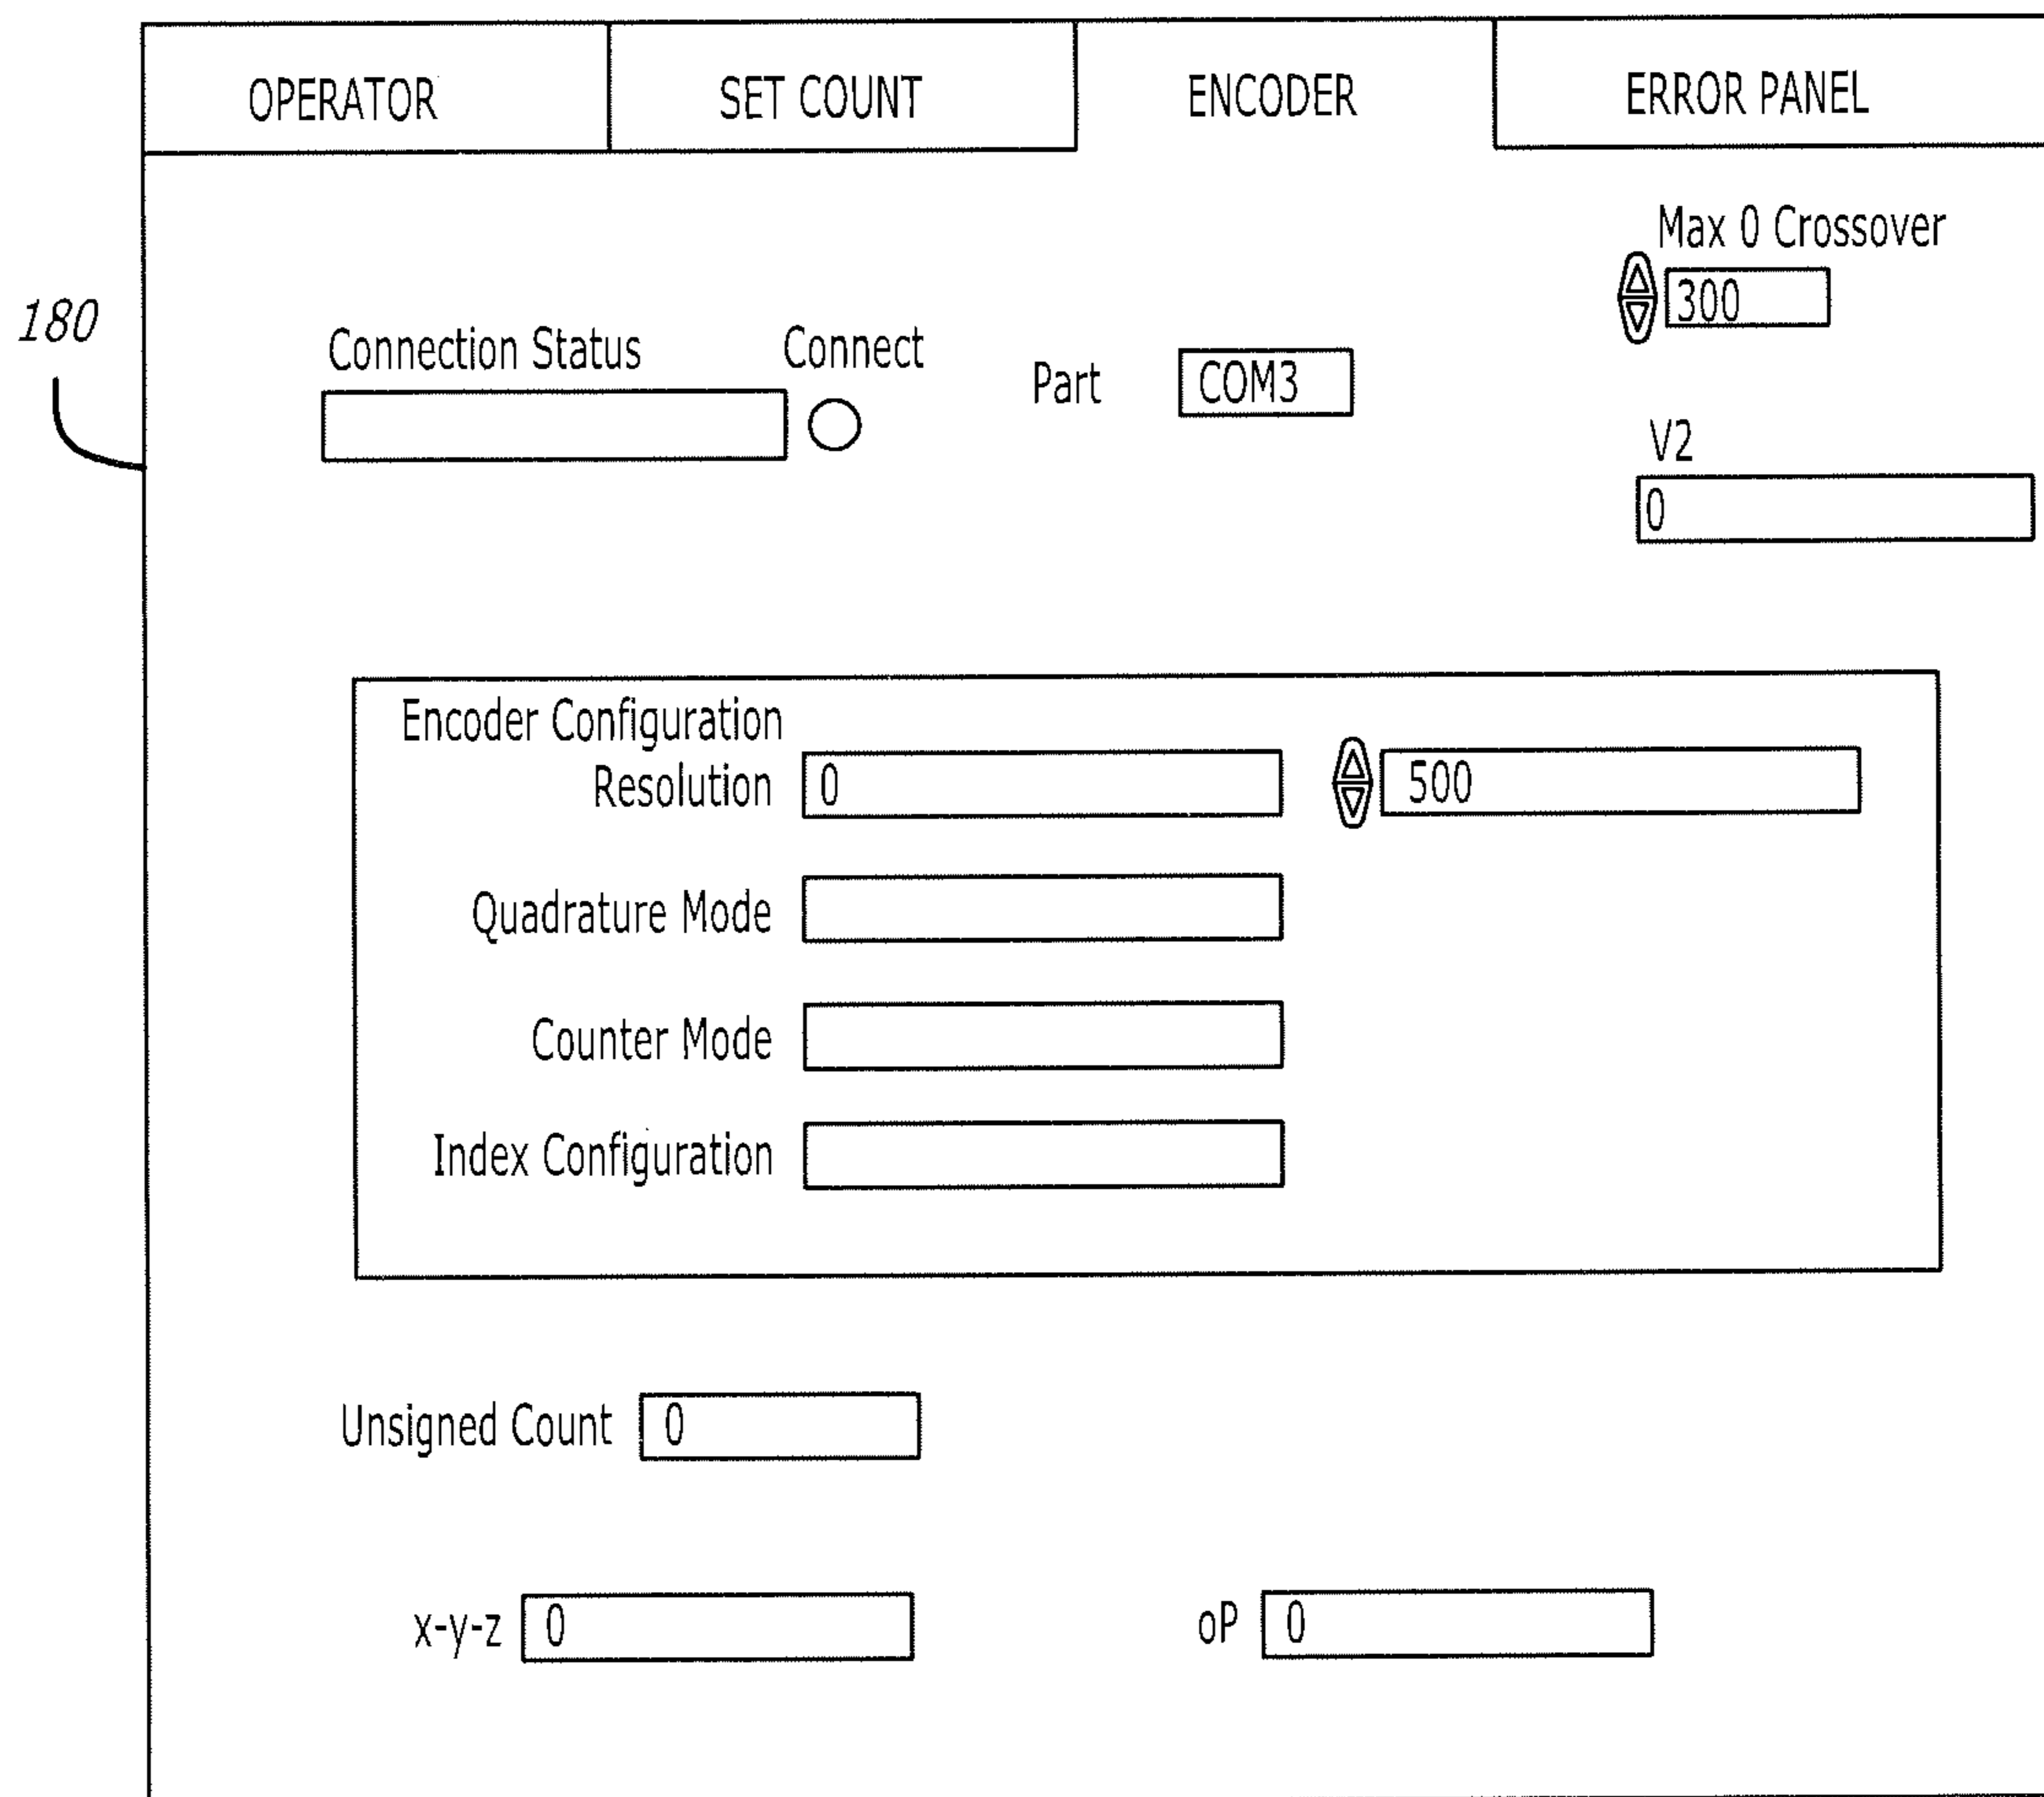 OPERATOR SET COUNT ENCODER ERROR PANEL
Max 0 Crossover
300
180
Connection Status Connect
Part COM3
V2
0
Encoder Configuration
Resolution 0 500
Quadrature Mode
Counter Mode
Index Configuration
Unsigned Count 0
x-y-z 0 oP 0